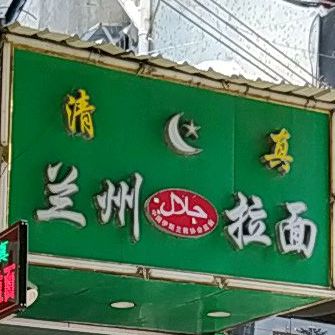 清 真
兰州 حلال 拉面